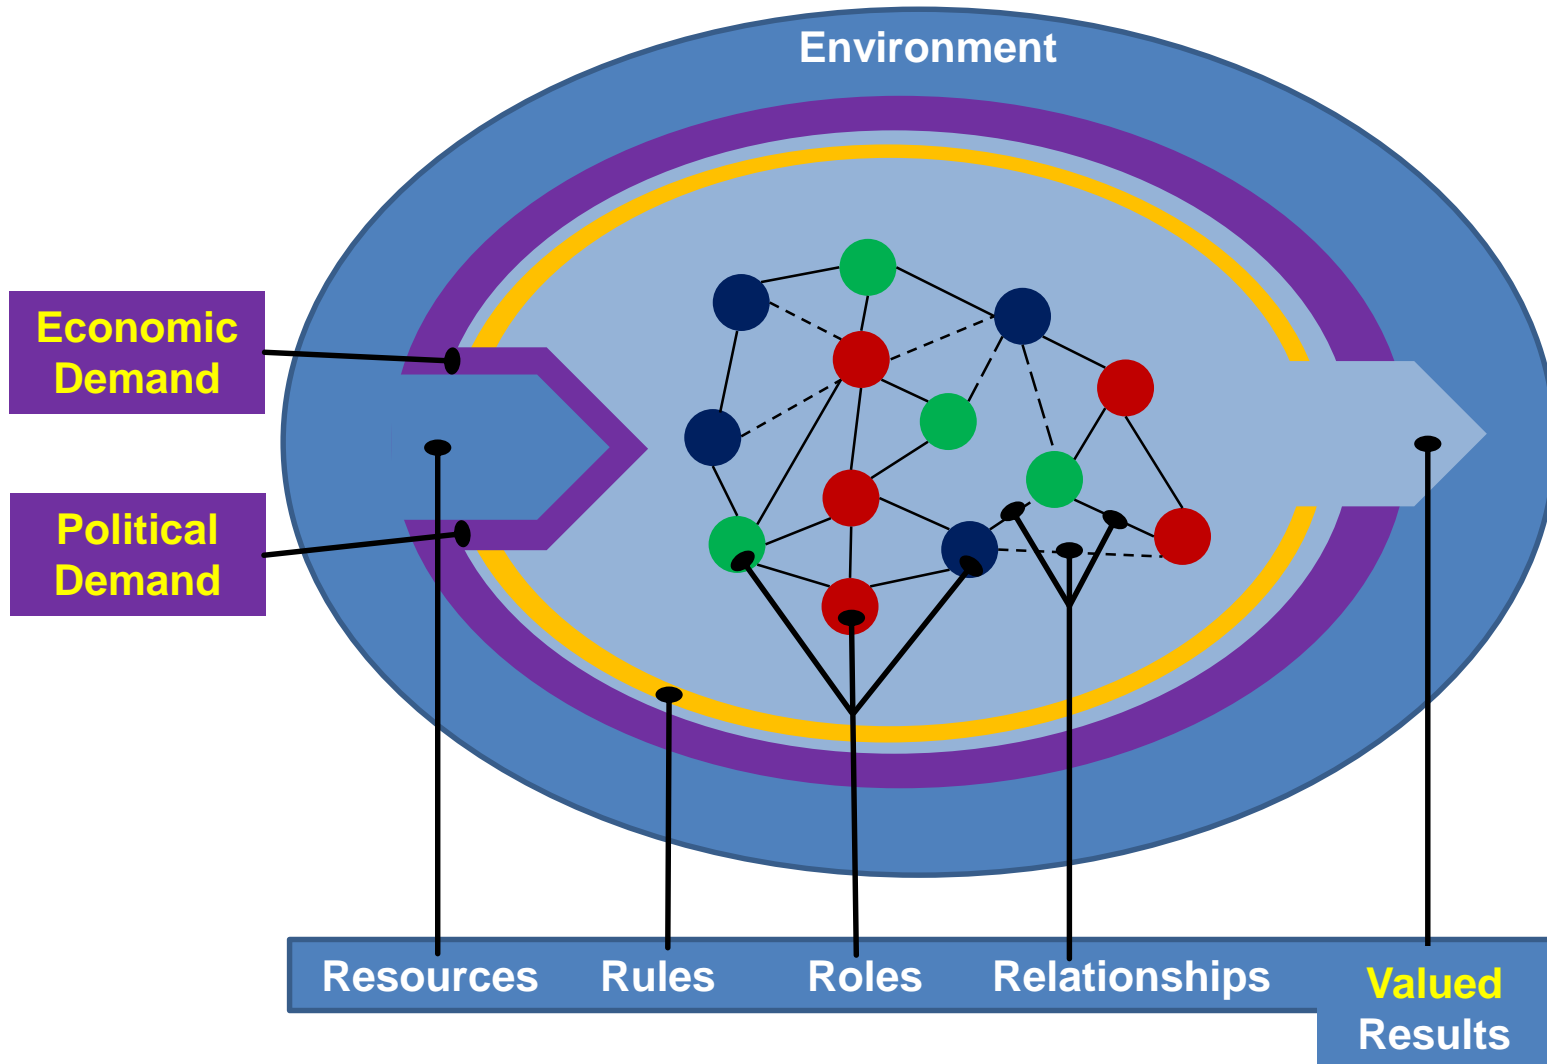 Environment
Economic
Demand
Political
Demand
Resources
Rules
Roles
Relationships
Valued
Results